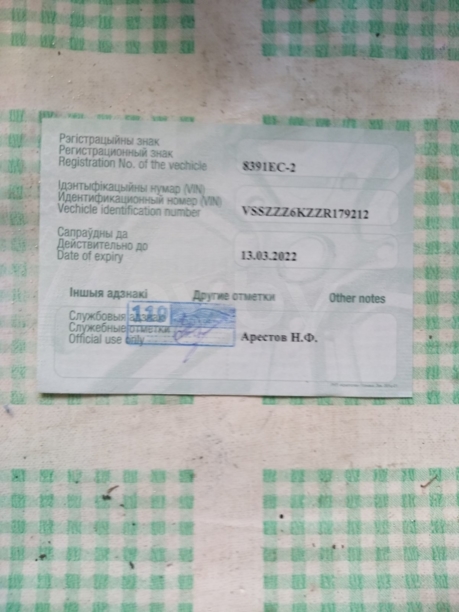 Рэгістрацыйны знак
Регистрационный знак
Registration No. of the vechicle 8391EC-2
Ідэнтыфікацыйны нумар (VIN)
Идентификационный номер (VIN)
Vechicle identification number VSSZZZ6KZZR179212
Сапраўдны да
Действительно до
Date of expiry 13.03.2022
Іншыя адзнакі Другие отметки Other notes
Службовыя адзнакі 119
Служебные отметки
Official use only Арестов Н.Ф.